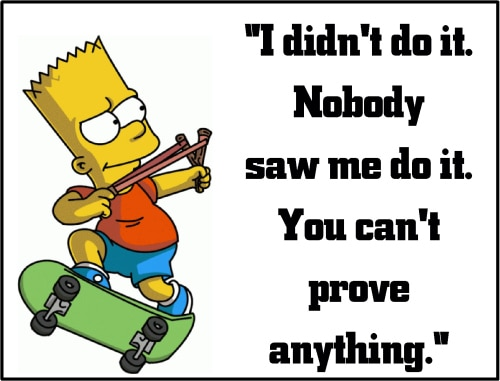 "I didn't do it.
Nobody
saw me do it.
You can't
prove
anything."